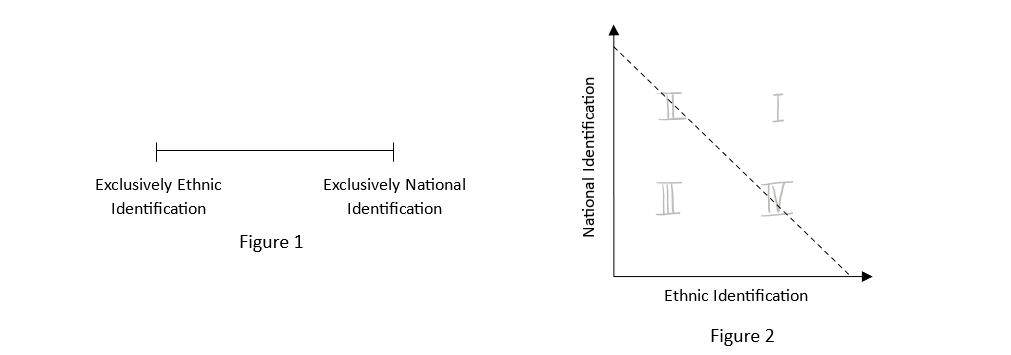 Exclusively Ethnic
Identification
Exclusively National
Identification
Figure 1
National Identification
II
I
III
IV
Ethnic Identification
Figure 2